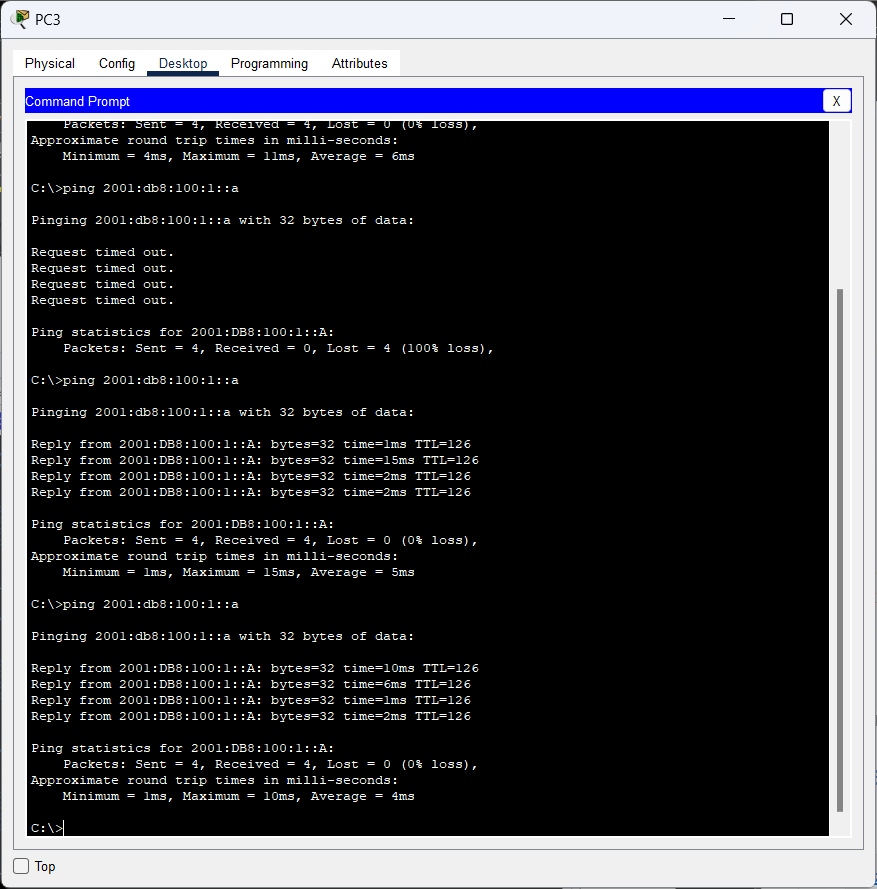 PC3
Physical Config Desktop Programming Attributes
Command Prompt X
Packets: Sent = 4, Received = 4, Lost = 0 (0% loss),
Approximate round trip times in milli-seconds:
Minimum = 4ms, Maximum = 11ms, Average = 6ms
C:\>ping 2001:db8:100:1::a
Pinging 2001:db8:100:1::a with 32 bytes of data:
Request timed out.
Request timed out.
Request timed out.
Request timed out.
Ping statistics for 2001:DB8:100:1::A:
Packets: Sent = 4, Received = 0, Lost = 4 (100% loss),
C:\>ping 2001:db8:100:1::a
Pinging 2001:db8:100:1::a with 32 bytes of data:
Reply from 2001:DB8:100:1::A: bytes=32 time=1ms TTL=126
Reply from 2001:DB8:100:1::A: bytes=32 time=15ms TTL=126
Reply from 2001:DB8:100:1::A: bytes=32 time=2ms TTL=126
Reply from 2001:DB8:100:1::A: bytes=32 time=2ms TTL=126
Ping statistics for 2001:DB8:100:1::A:
Packets: Sent = 4, Received = 4, Lost = 0 (0% loss),
Approximate round trip times in milli-seconds:
Minimum = 1ms, Maximum = 15ms, Average = 5ms
C:\>ping 2001:db8:100:1::a
Pinging 2001:db8:100:1::a with 32 bytes of data:
Reply from 2001:DB8:100:1::A: bytes=32 time=10ms TTL=126
Reply from 2001:DB8:100:1::A: bytes=32 time=6ms TTL=126
Reply from 2001:DB8:100:1::A: bytes=32 time=1ms TTL=126
Reply from 2001:DB8:100:1::A: bytes=32 time=2ms TTL=126
Ping statistics for 2001:DB8:100:1::A:
Packets: Sent = 4, Received = 4, Lost = 0 (0% loss),
Approximate round trip times in milli-seconds:
Minimum = 1ms, Maximum = 10ms, Average = 4ms
C:\>
Top